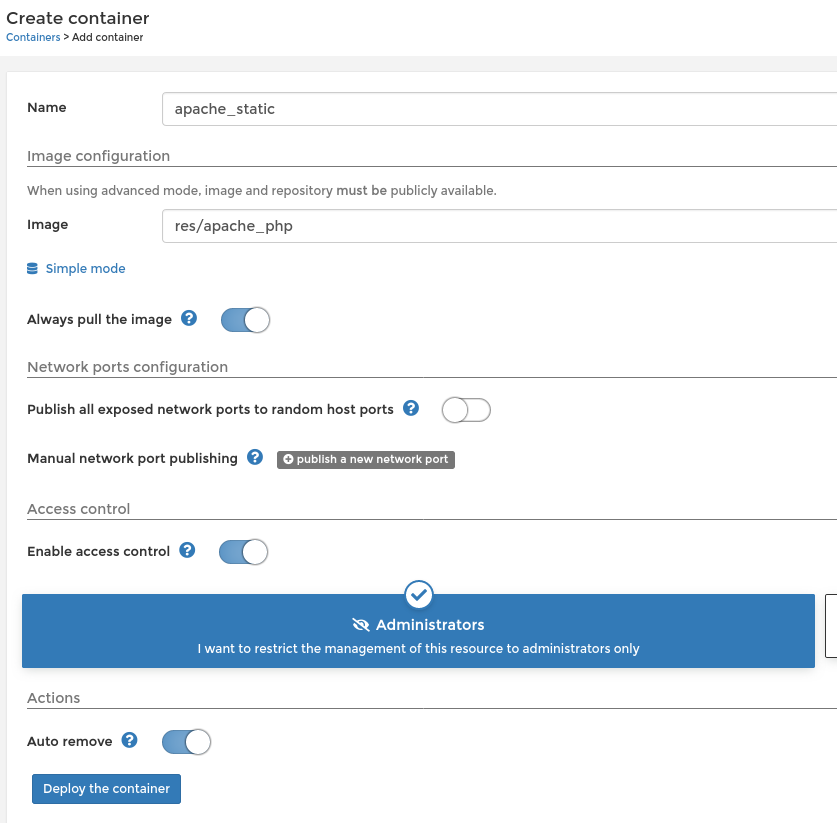 Create container
Containers > Add container
Name
apache_static
Image configuration
When using advanced mode, image and repository must be publicly available.
Image
res/apache_php
Simple mode
Always pull the image
Network ports configuration
Publish all exposed network ports to random host ports
Manual network port publishing
publish a new network port
Access control
Enable access control
Administrators
I want to restrict the management of this resource to administrators only
Actions
Auto remove
Deploy the container